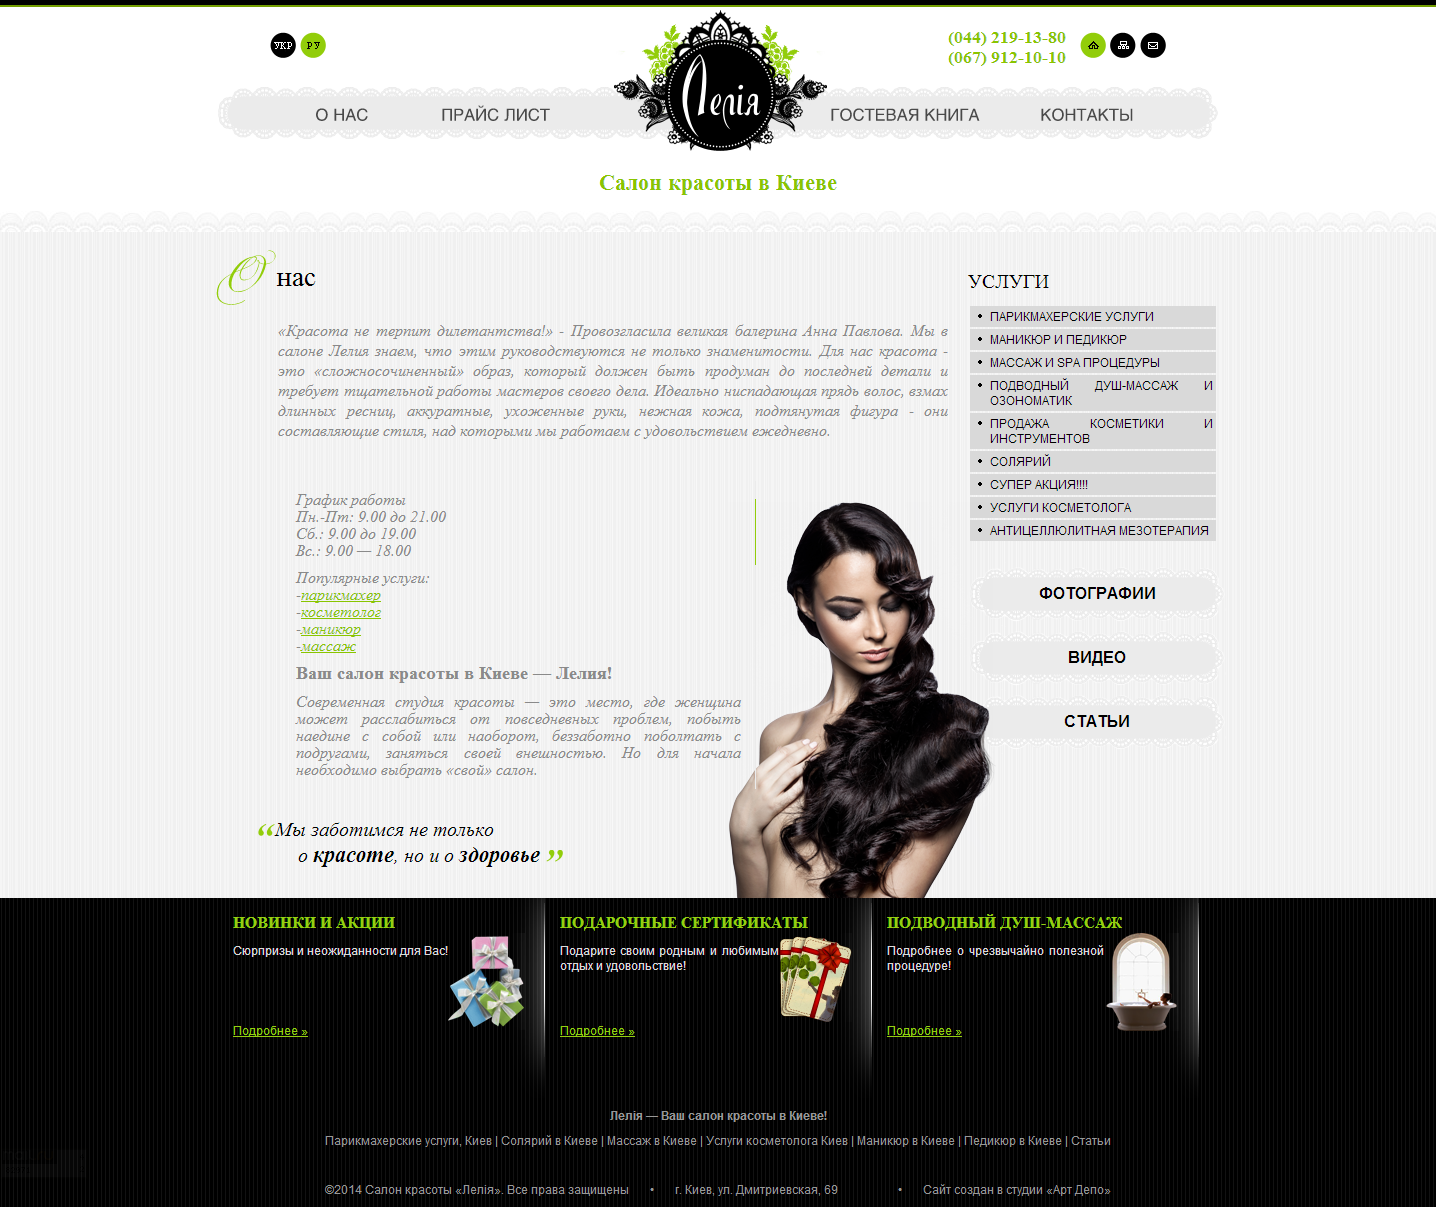 УКР
РУ
Лелія
(044) 219-13-80
(067) 912-10-10
О НАС
ПРАЙС ЛИСТ
ГОСТЕВАЯ КНИГА
КОНТАКТЫ
Салон красоты в Киеве
О нас
«Красота не терпит дилетантства!» - Провозгласила великая балерина Анна Павлова. Мы в
салоне Лелия знаем, что этим руководствуются не только знаменитости. Для нас красота -
это «сложносочиненный» образ, который должен быть продуман до последней детали и
требует тщательной работы мастеров своего дела. Идеально ниспадающая прядь волос, взмах
длинных ресниц, аккуратные, ухоженные руки, нежная кожа, подтянутая фигура - они
составляющие стиля, над которыми мы работаем с удовольствием ежедневно.
График работы
Пн.-Пт: 9.00 до 21.00
Сб.: 9.00 до 19.00
Вс.: 9.00 — 18.00
Популярные услуги:
-парикмахер
-косметолог
-маникюр
-массаж
Ваш салон красоты в Киеве — Лелия!
Современная студия красоты — это место, где женщина
может расслабиться от повседневных проблем, побыть
наедине с собой или наоборот, беззаботно поболтать с
подругами, заняться своей внешностью. Но для начала
необходимо выбрать «свой» салон.
“Мы заботимся не только
о красоте, но и о здоровье ”
УСЛУГИ
• ПАРИКМАХЕРСКИЕ УСЛУГИ
• МАНИКЮР И ПЕДИКЮР
• МАССАЖ И SPA ПРОЦЕДУРЫ
• ПОДВОДНЫЙ ДУШ-МАССАЖ И
ОЗОНОМАТИК
• ПРОДАЖА КОСМЕТИКИ И
ИНСТРУМЕНТОВ
• СОЛЯРИЙ
• СУПЕР АКЦИЯ!!!!
• УСЛУГИ КОСМЕТОЛОГА
• АНТИЦЕЛЛЮЛИТНАЯ МЕЗОТЕРАПИЯ
ФОТОГРАФИИ
ВИДЕО
СТАТЬИ
НОВИНКИ И АКЦИИ
Сюрпризы и неожиданности для Вас!
Подробнее »
ПОДАРОЧНЫЕ СЕРТИФИКАТЫ
Подарите своим родным и любимым
отдых и удовольствие!
Подробнее »
ПОДВОДНЫЙ ДУШ-МАССАЖ
Подробнее о чрезвычайно полезной
процедуре!
Подробнее »
Лелія — Ваш салон красоты в Киеве!
Парикмахерские услуги, Киев | Солярий в Киеве | Массаж в Киеве | Услуги косметолога Киев | Маникюр в Киеве | Педикюр в Киеве | Статьи
©2014 Салон красоты «Лелія». Все права защищены • г. Киев, ул. Дмитриевская, 69 • Сайт создан в студии «Арт Депо»